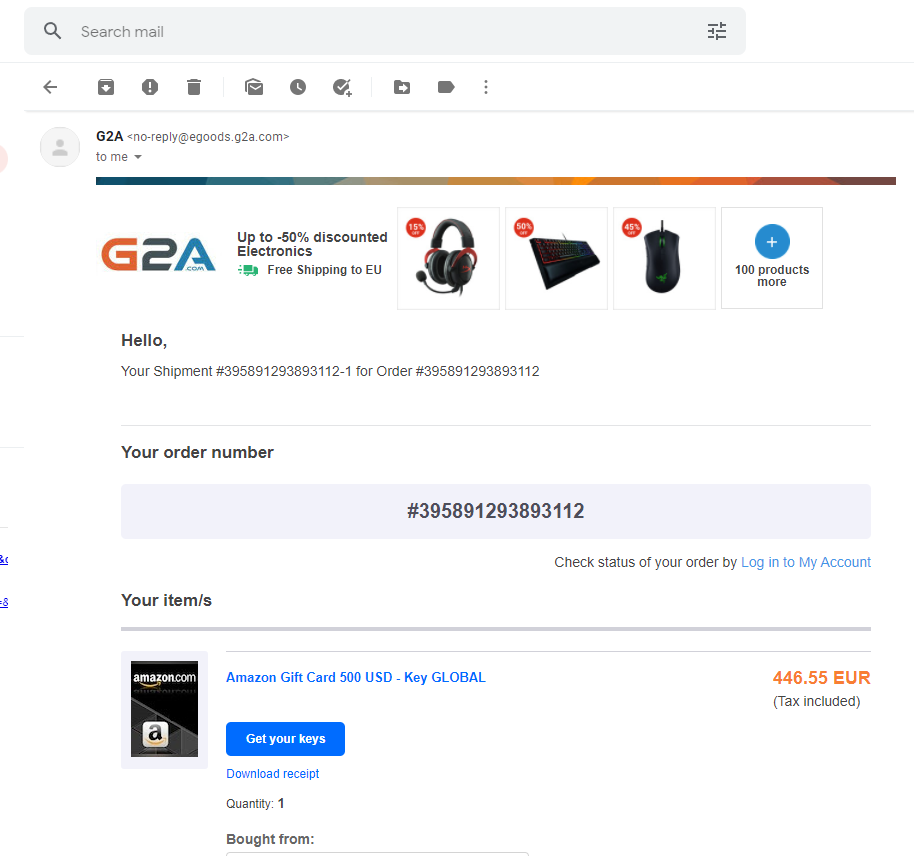 Search mail
G2A <no-reply@egoods.g2a.com>
to me
G2A
.COM
Up to -50% discounted
Electronics
Free Shipping to EU
15%
OFF
50%
OFF
45%
OFF
+
100 products
more
Hello,
Your Shipment #395891293893112-1 for Order #395891293893112
Your order number
#395891293893112
Check status of your order by Log in to My Account
&c
=&
Your item/s
amazon.com
a
Amazon Gift Card 500 USD - Key GLOBAL
446.55 EUR
(Tax included)
Get your keys
Download receipt
Quantity: 1
Bought from: